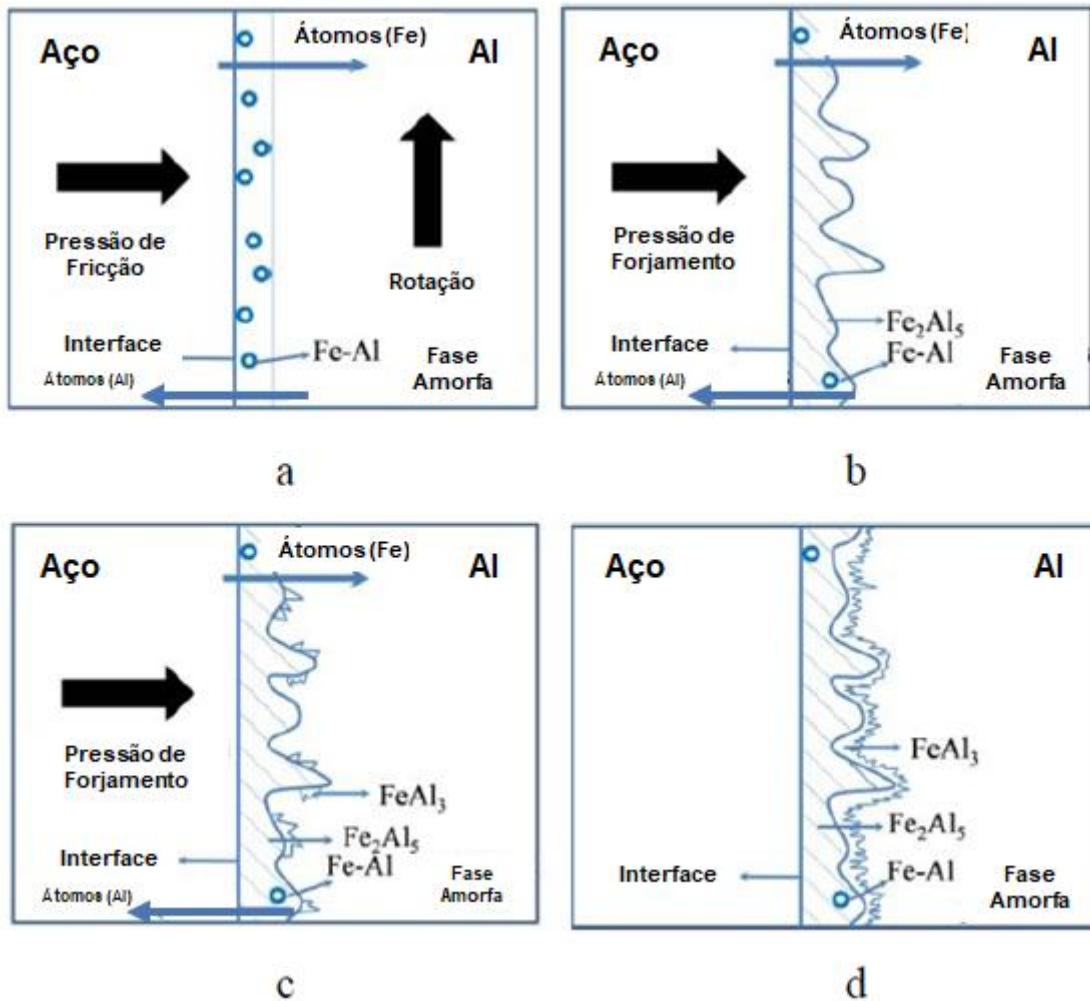 Aço
Átomos (Fe)
Al
Pressão de
Fricção
Rotação
Interface
Fe-Al
Átomos (Al)
Fase
Amorfa
a
Aço
Átomos (Fe)
Al
Pressão de
Forjamento
Fe₂Al₅
Interface
Fe-Al
Átomos (Al)
Fase
Amorfa
b
Aço
Átomos (Fe)
Al
Pressão de
Forjamento
FeAl₃
Fe₂Al₅
Interface
Fe-Al
Átomos (Al)
Fase
Amorfa
c
Aço
Al
FeAl₃
Fe₂Al₅
Interface
Fe-Al
Fase
Amorfa
d